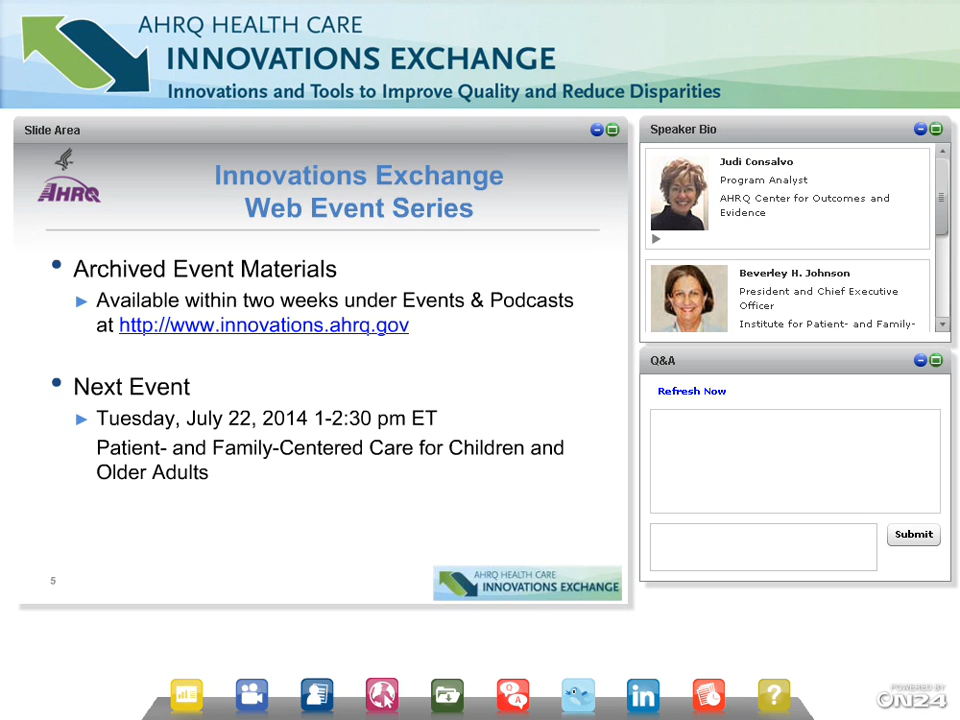 AHRQ HEALTH CARE
INNOVATIONS EXCHANGE
Innovations and Tools to Improve Quality and Reduce Disparities
Slide Area
AHRQ
Innovations Exchange
Web Event Series
• Archived Event Materials
► Available within two weeks under Events & Podcasts
at http://www.innovations.ahrq.gov
• Next Event
► Tuesday, July 22, 2014 1-2:30 pm ET
Patient- and Family-Centered Care for Children and
Older Adults
5
AHRQ HEALTH CARE
INNOVATIONS EXCHANGE
Speaker Bio
Judi Consalvo
Program Analyst
AHRQ Center for Outcomes and
Evidence
Beverley H. Johnson
President and Chief Executive
Officer
Institute for Patient- and Family-
Q&A
Refresh Now
Submit
Q
A
in
?
POWERED BY
ON24